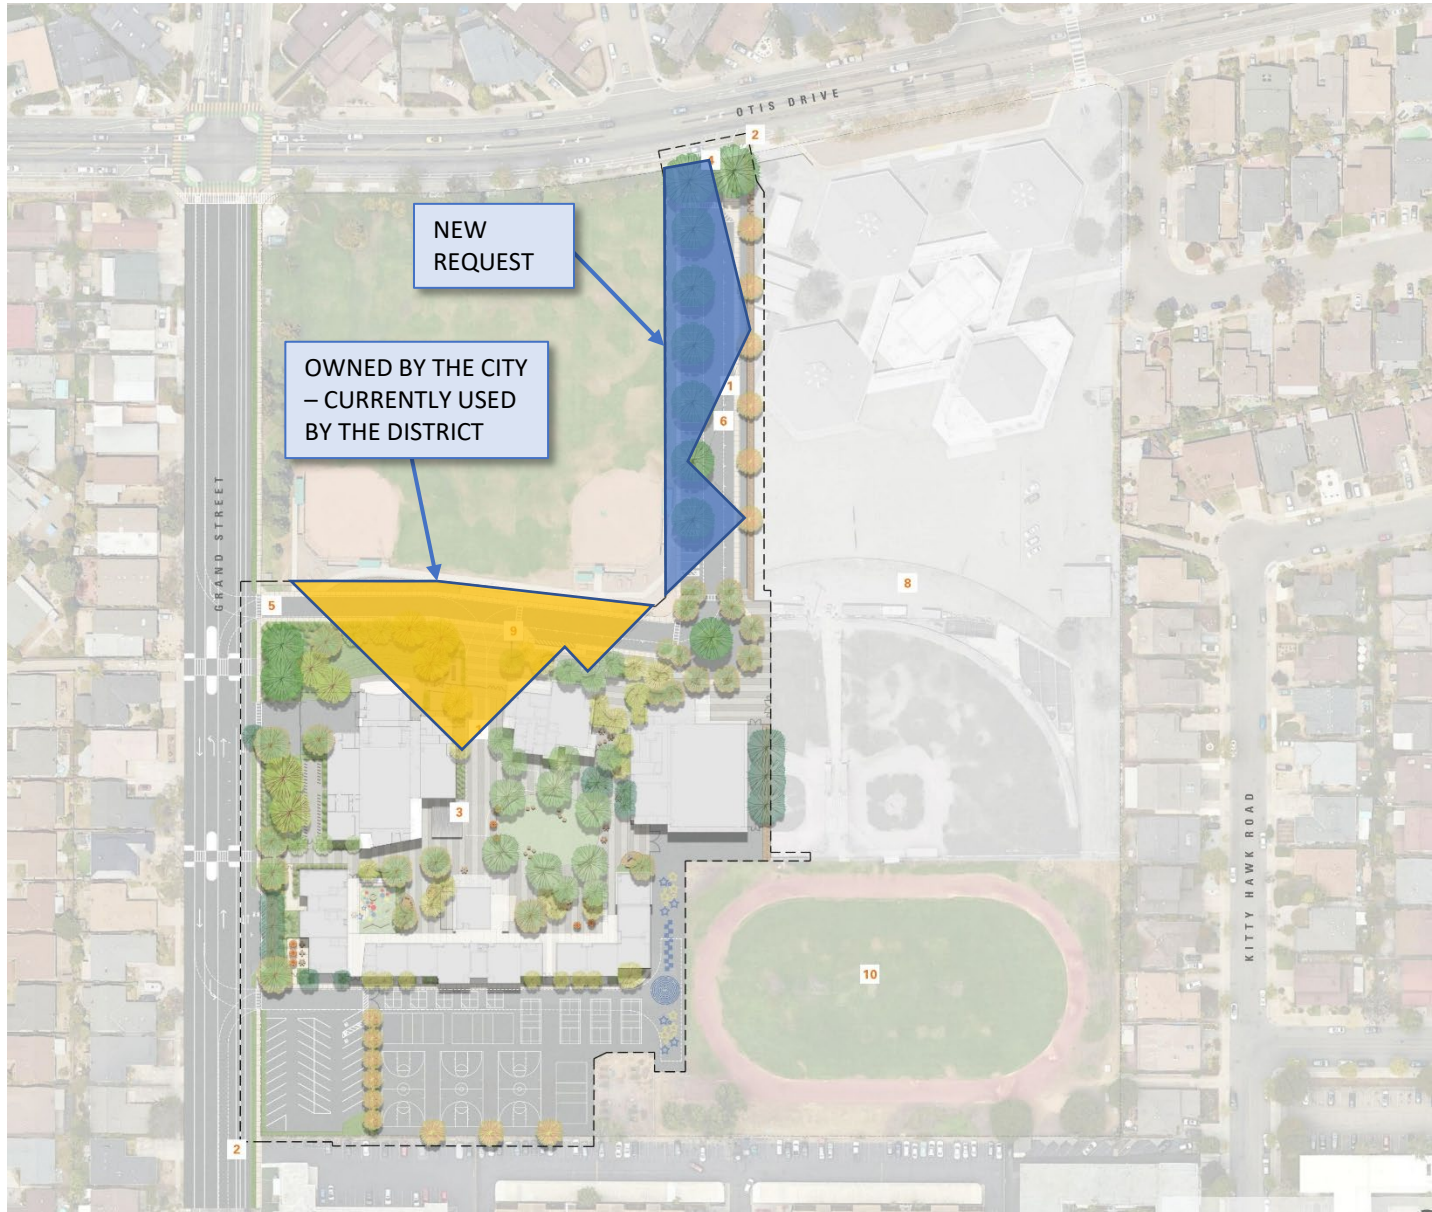 OTIS DRIVE
2
4
NEW
REQUEST
OWNED BY THE CITY
– CURRENTLY USED
BY THE DISTRICT
1
6
GRAND STREET
5
9
8
3
KITTY HAWK ROAD
10
2